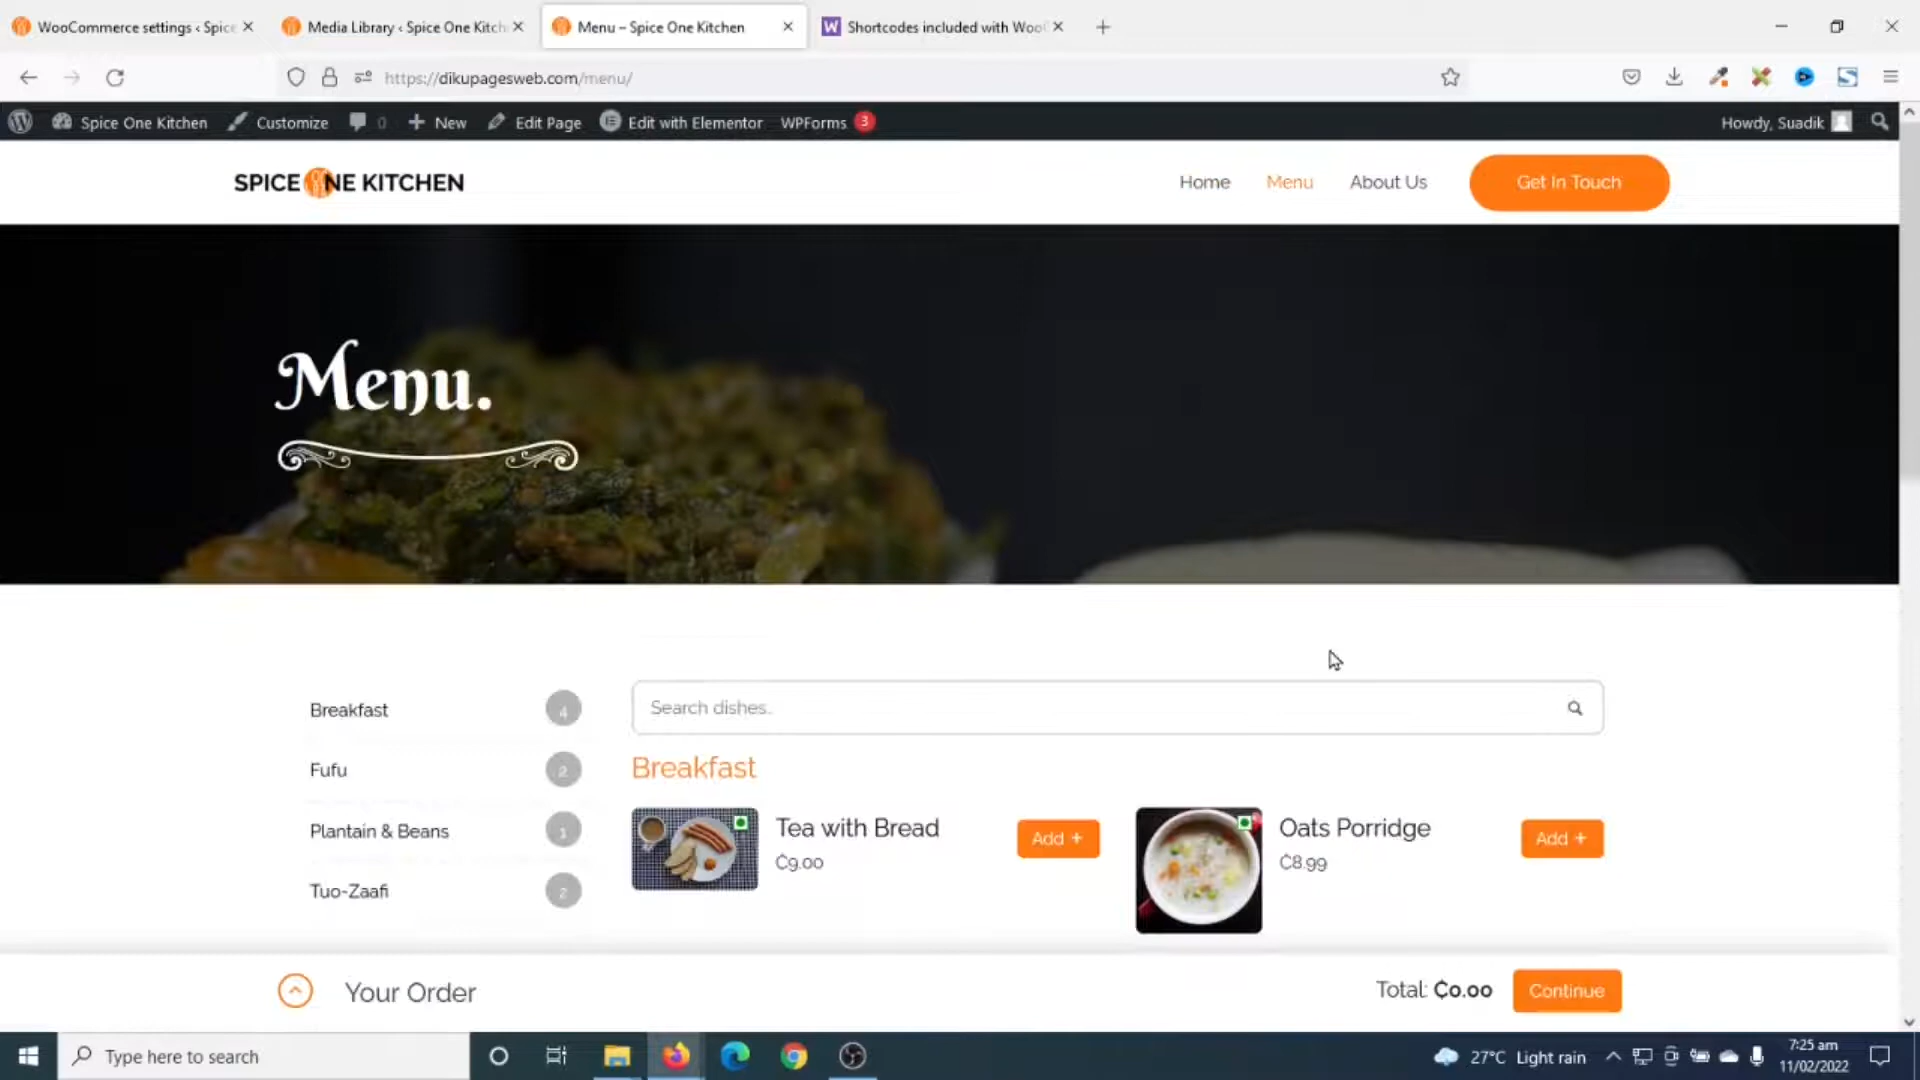 WooCommerce settings ‹ Spice
Media Library ‹ Spice One Kitch
Menu – Spice One Kitchen
Shortcodes included with Woo
https://dikupagesweb.com/menu/
Spice One Kitchen
Customize
0
New
Edit Page
Edit with Elementor
WPForms 3
Howdy, Suadik
SPICE ONE KITCHEN
Home
Menu
About Us
Get In Touch
Menu.
Breakfast 4
Fufu 2
Plantain & Beans 1
Tuo-Zaafi 2
Search dishes..
Breakfast
Tea with Bread
₵9.00
Add +
Oats Porridge
₵8.99
Add +
Your Order
Total: ₵0.00
Continue
Type here to search
27°C Light rain
7:25 am
11/02/2022